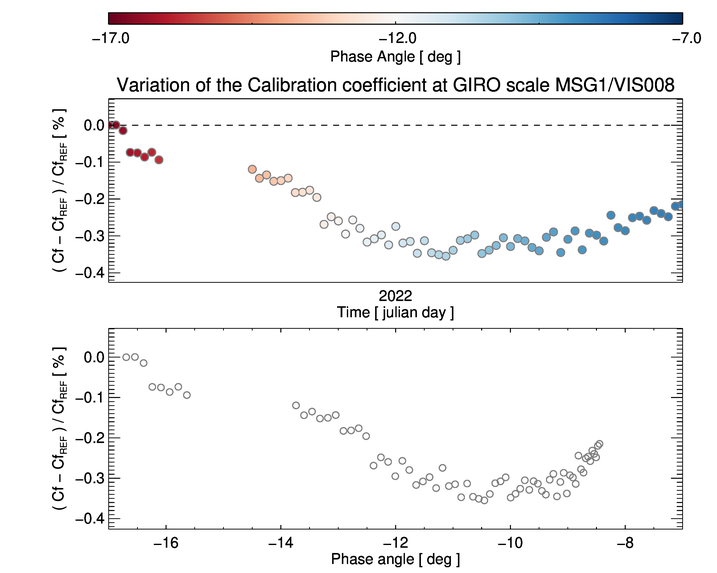 −17.0 −12.0 −7.0
Phase Angle [ deg ]
Variation of the Calibration coefficient at GIRO scale MSG1/VIS008
0.0
−0.1
−0.2
−0.3
−0.4
( Cf − Cf_REF ) / Cf_REF [ % ]
2022
Time [ julian day ]
0.0
−0.1
−0.2
−0.3
−0.4
( Cf − Cf_REF ) / Cf_REF [ % ]
−16 −14 −12 −10 −8
Phase angle [ deg ]